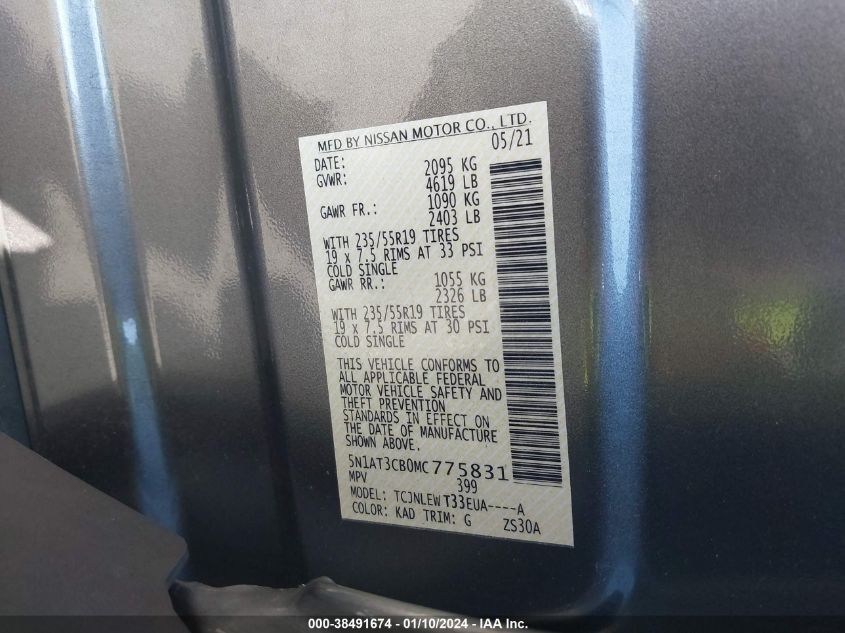 MFD BY NISSAN MOTOR CO., LTD.
DATE: 05/21
GVWR: 2095 KG
4619 LB
GAWR FR.: 1090 KG
2403 LB
WITH 235/55R19 TIRES
19 x 7.5 RIMS AT 33 PSI
COLD SINGLE
GAWR RR.: 1055 KG
2326 LB
WITH 235/55R19 TIRES
19 x 7.5 RIMS AT 30 PSI
COLD SINGLE
THIS VEHICLE CONFORMS TO
ALL APPLICABLE FEDERAL
MOTOR VEHICLE SAFETY AND
THEFT PREVENTION
STANDARDS IN EFFECT ON
THE DATE OF MANUFACTURE
SHOWN ABOVE.
5N1AT3CB0MC775831
MPV 399
MODEL: TCJNLEWT33EUA----A
COLOR: KAD TRIM: G ZS30A
000-38491674 — 01/10/2024 — IAA Inc.